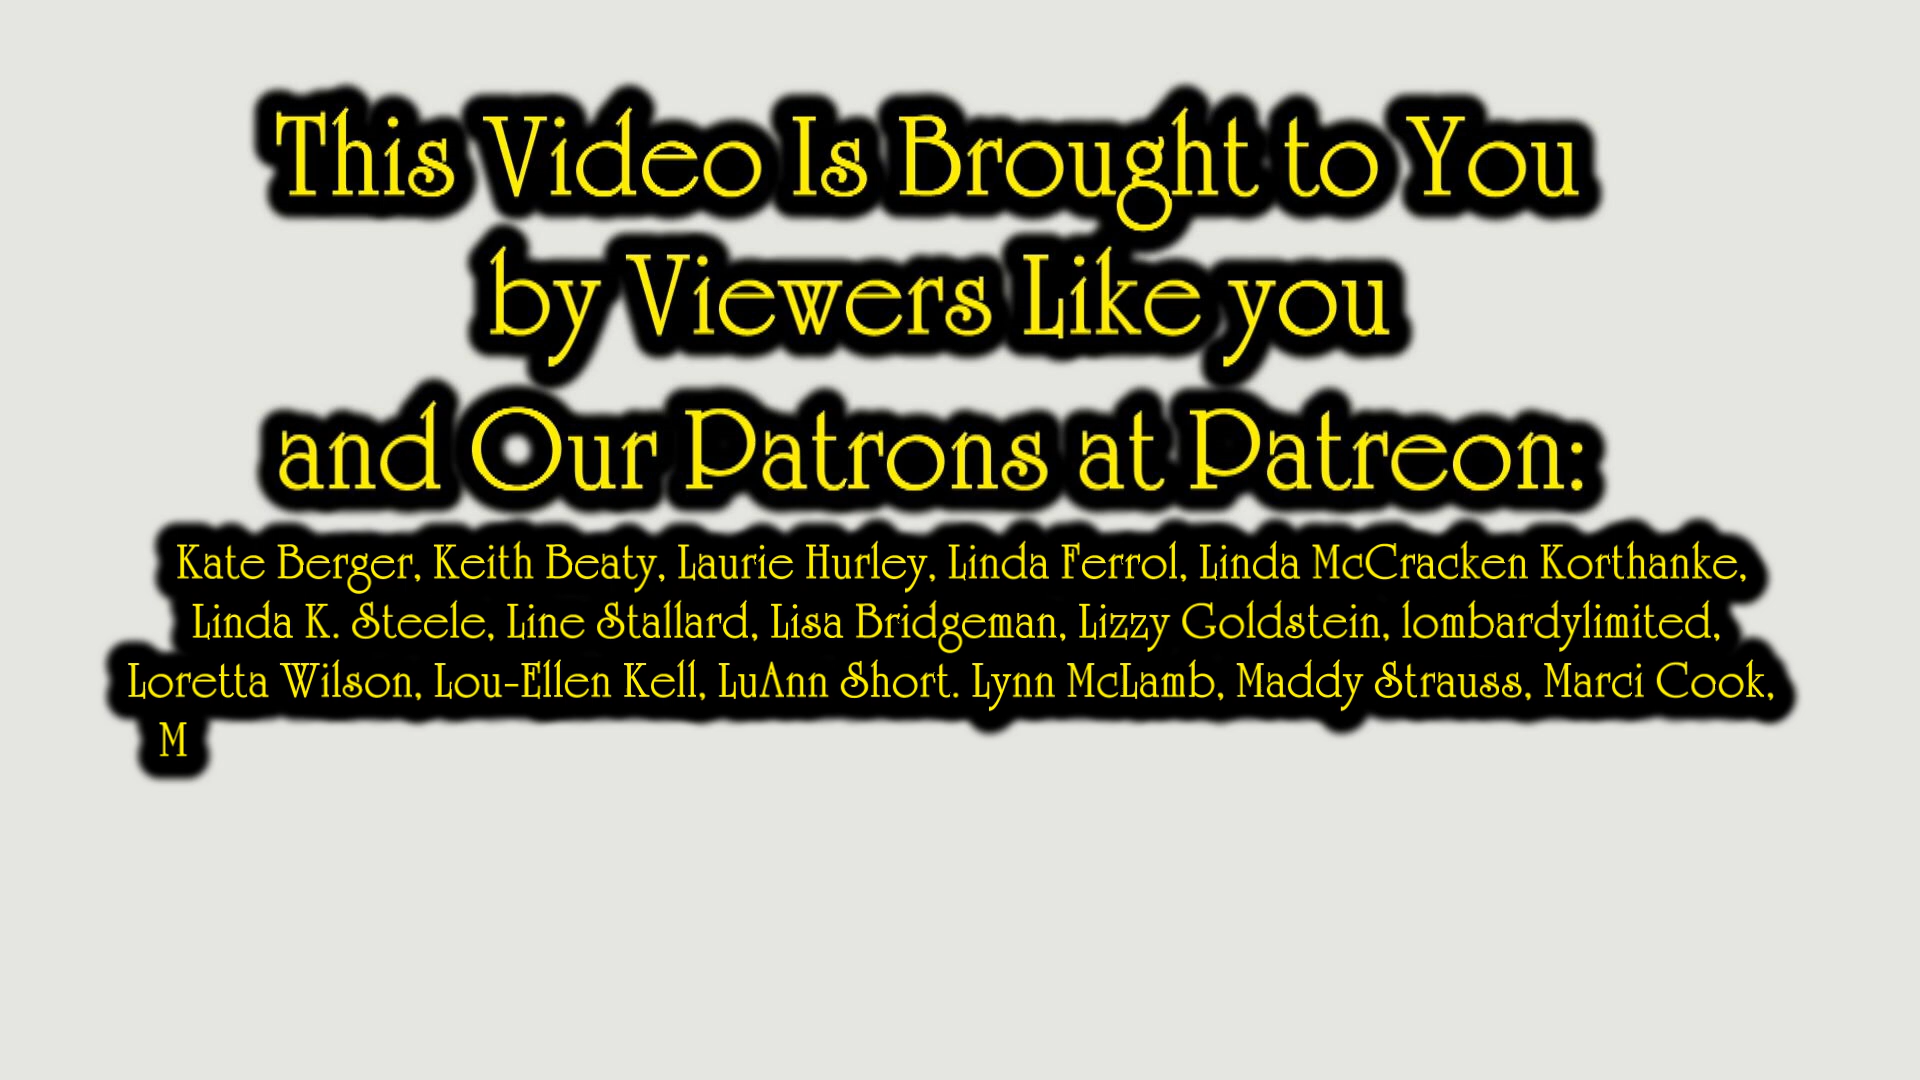 This Video Is Brought to You
by Viewers Like you
and Our Patrons at Patreon:
Kate Berger, Keith Beaty, Laurie Hurley, Linda Ferrol, Linda McCracken Korthanke,
Linda K. Steele, Line Stallard, Lisa Bridgeman, Lizzy Goldstein, lombardylimited,
Loretta Wilson, Lou-Ellen Kell, LuAnn Short. Lynn McLamb, Maddy Strauss, Marci Cook,
M